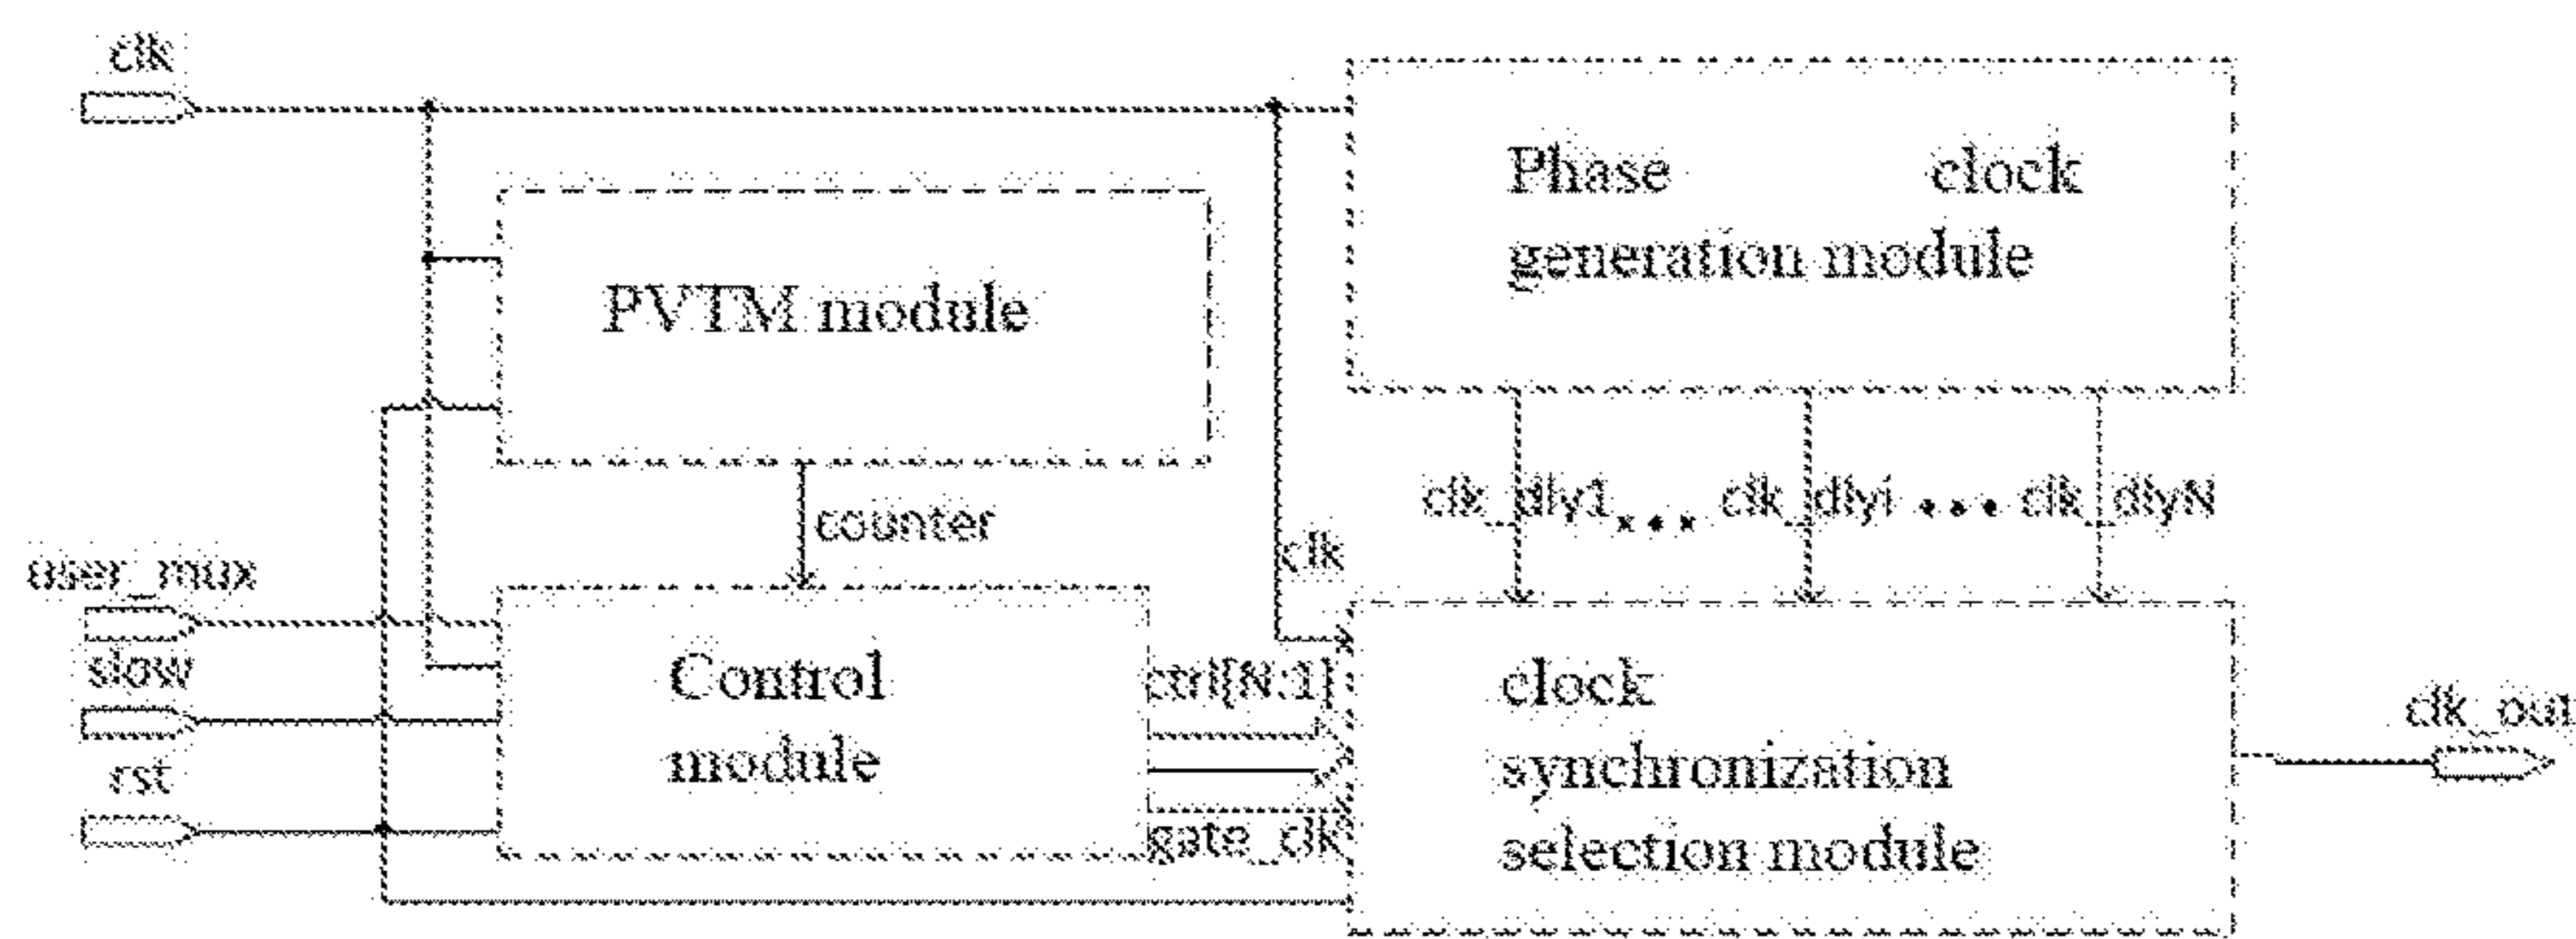 clk
Phase clock
generation module
PVTM module
counter
clk_dly1 ... clk_dlyi ... clk_dlyN
user_mux
clk
slow
Control
module
ctrl[N:1]
clock
synchronization
selection module
clk_out
rst
gate_clk